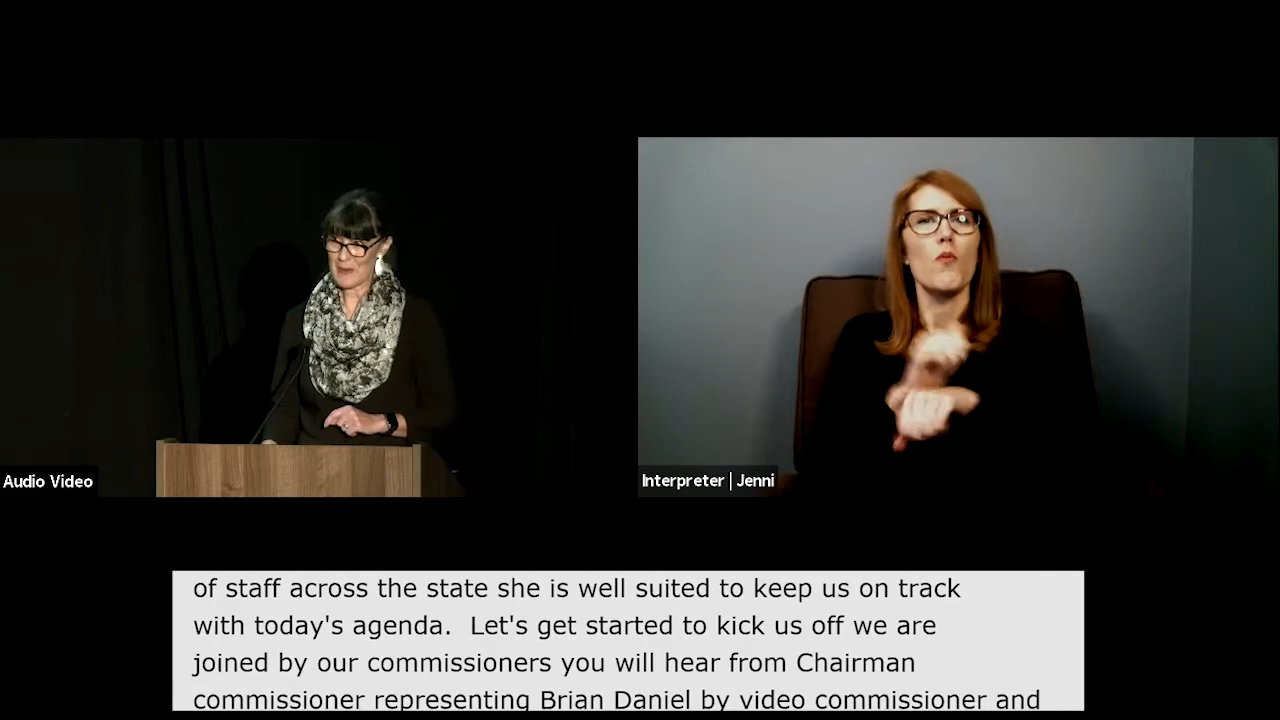 Audio Video
Interpreter | Jenni
of staff across the state she is well suited to keep us on track
with today's agenda.  Let's get started to kick us off we are
joined by our commissioners you will hear from Chairman
commissioner representing Brian Daniel by video commissioner and